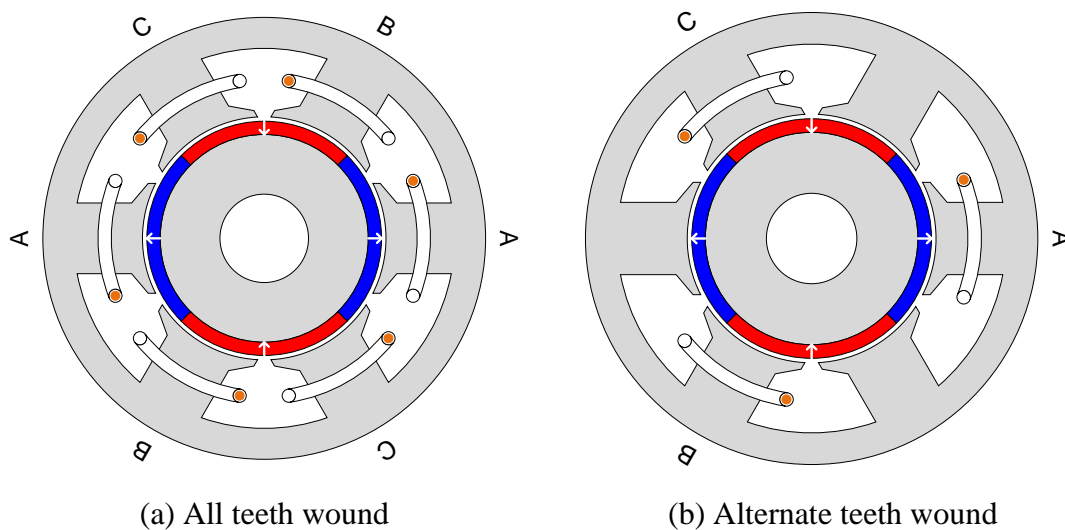 C B C
A A A
B C B
(a) All teeth wound (b) Alternate teeth wound